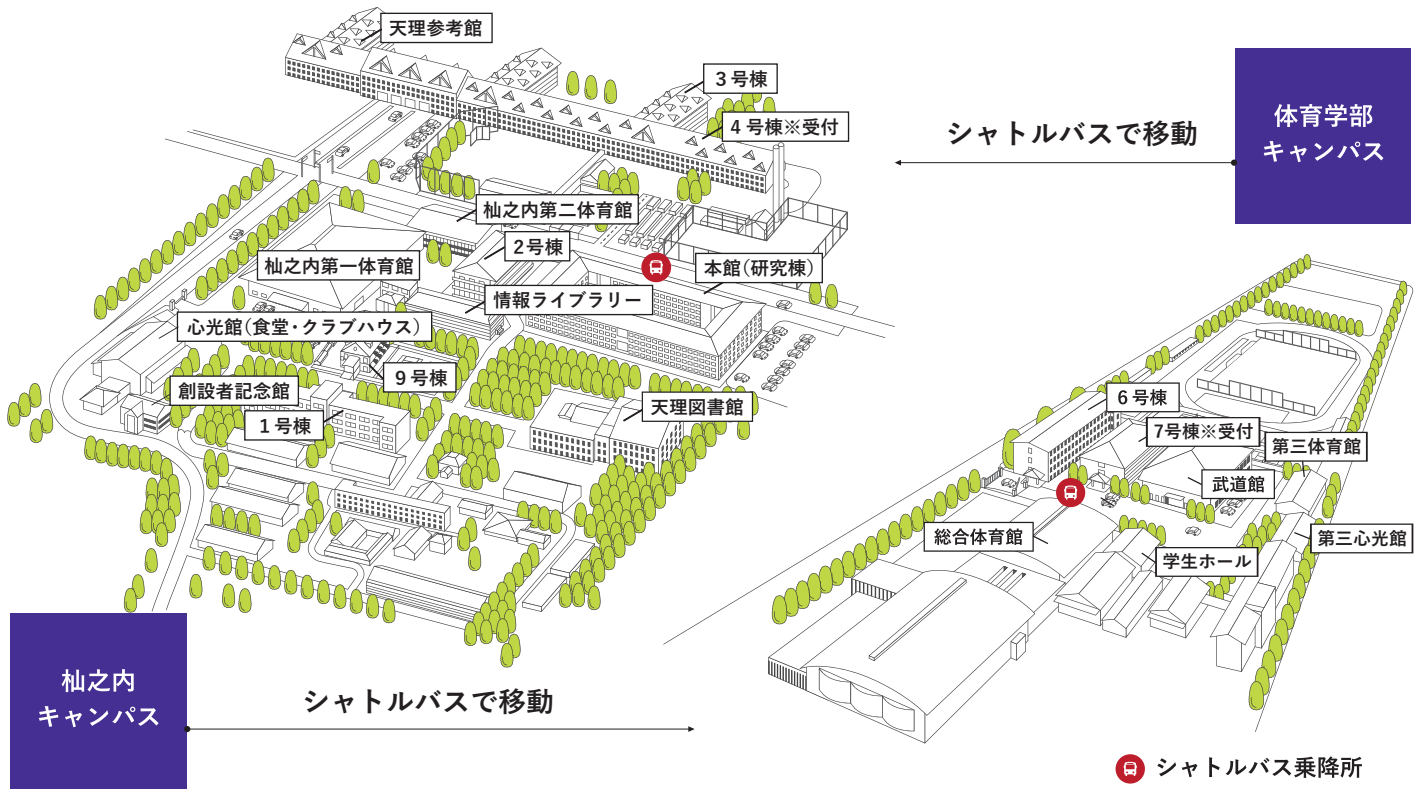 天理参考館
3号棟
4号棟※受付
シャトルバスで移動
体育学部
キャンパス
杣之内第二体育館
2号棟
杣之内第一体育館
本館（研究棟）
情報ライブラリー
心光館（食堂・クラブハウス）
9号棟
創設者記念館
1号棟
天理図書館
6号棟
7号棟※受付
第三体育館
武道館
総合体育館
第三心光館
学生ホール
杣之内
キャンパス
シャトルバスで移動
シャトルバス乗降所